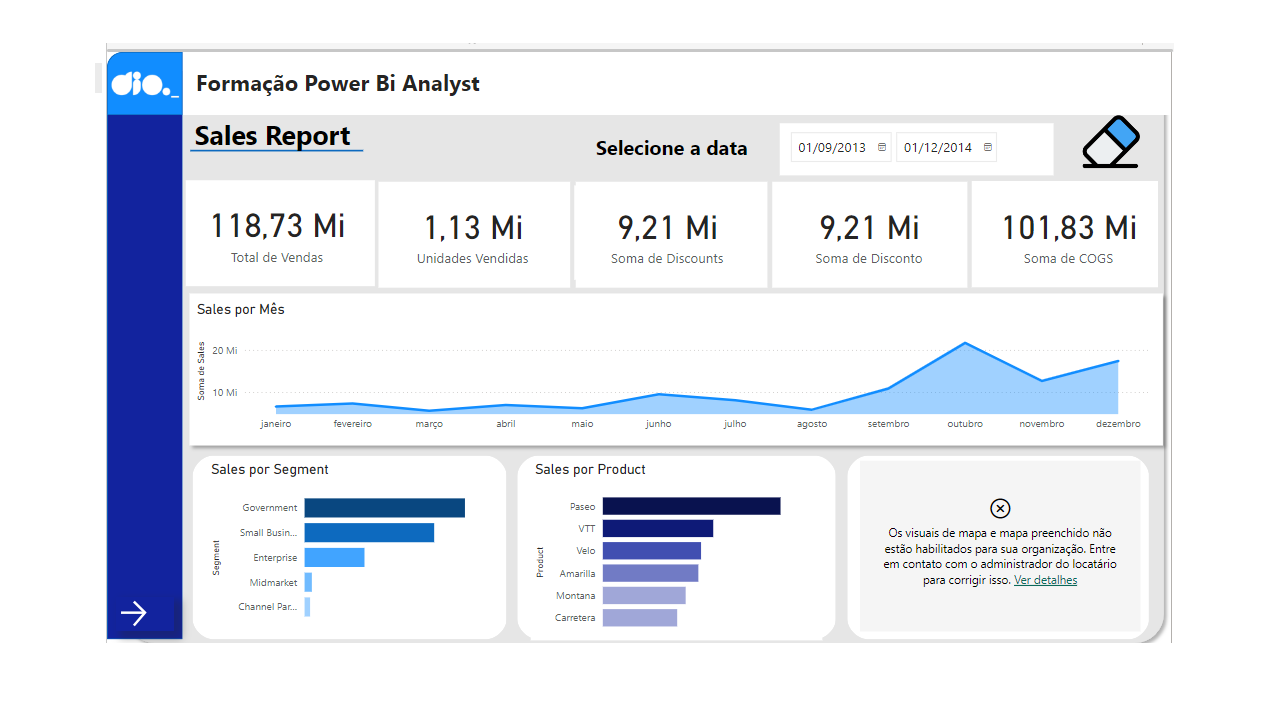 dio._
Formação Power Bi Analyst
Sales Report
Selecione a data
01/09/2013
01/12/2014
118,73 Mi
Total de Vendas
1,13 Mi
Unidades Vendidas
9,21 Mi
Soma de Discounts
9,21 Mi
Soma de Disconto
101,83 Mi
Soma de COGS
Sales por Mês
Soma de Sales
20 Mi
10 Mi
janeiro
fevereiro
março
abril
maio
junho
julho
agosto
setembro
outubro
novembro
dezembro
Sales por Segment
Segment
Government
Small Busin...
Enterprise
Midmarket
Channel Par...
Sales por Product
Product
Paseo
VTT
Velo
Amarilla
Montana
Carretera
Os visuais de mapa e mapa preenchido não
estão habilitados para sua organização. Entre
em contato com o administrador do locatário
para corrigir isso. Ver detalhes